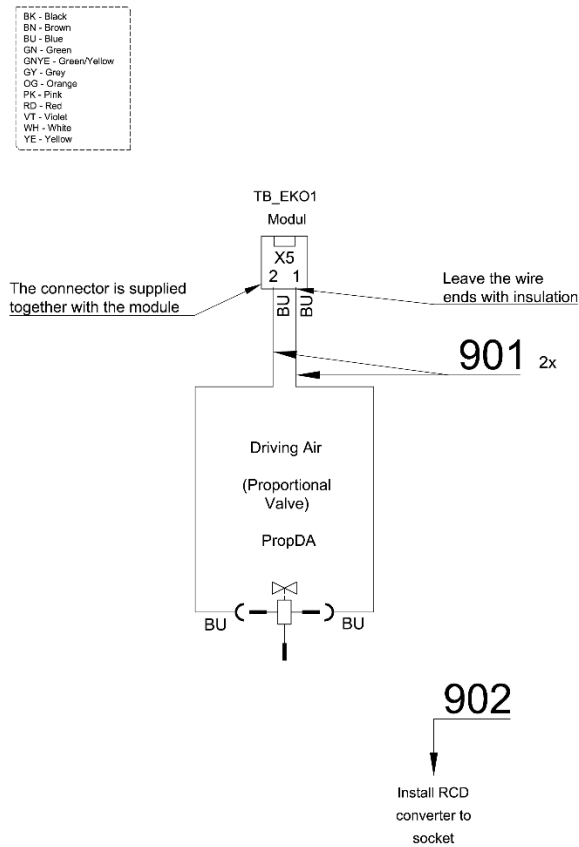 BK - Black
BN - Brown
BU - Blue
GN - Green
GNYE - Green/Yellow
GY - Grey
OG - Orange
PK - Pink
RD - Red
VT - Violet
WH - White
YE - Yellow
TB_EKO1
Modul
X5
2 1
The connector is supplied
together with the module
Leave the wire
ends with insulation
BU
BU
901 2x
Driving Air
(Proportional
Valve)
PropDA
BU
BU
902
Install RCD
converter to
socket